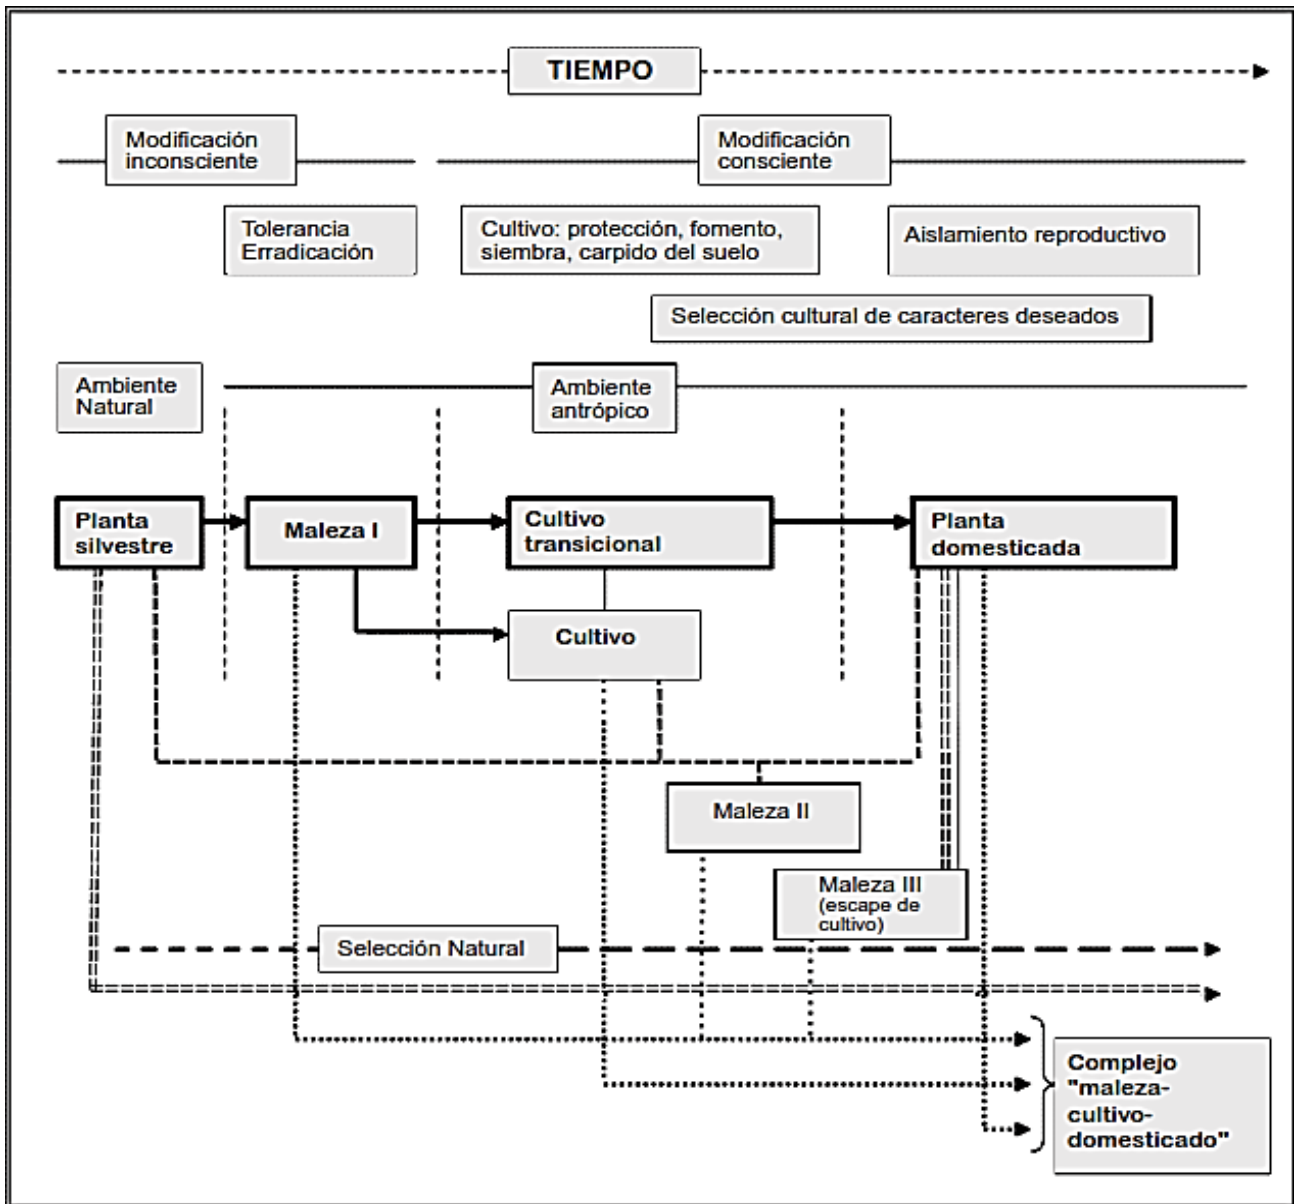 TIEMPO
Modificación
inconsciente
Modificación
consciente
Tolerancia
Erradicación
Cultivo: protección, fomento,
siembra, carpido del suelo
Aislamiento reproductivo
Selección cultural de caracteres deseados
Ambiente
Natural
Ambiente
antrópico
Planta
silvestre
Maleza I
Cultivo
transicional
Planta
domesticada
Cultivo
Maleza II
Maleza III
(escape de
cultivo)
Selección Natural
Complejo
"maleza-
cultivo-
domesticado"